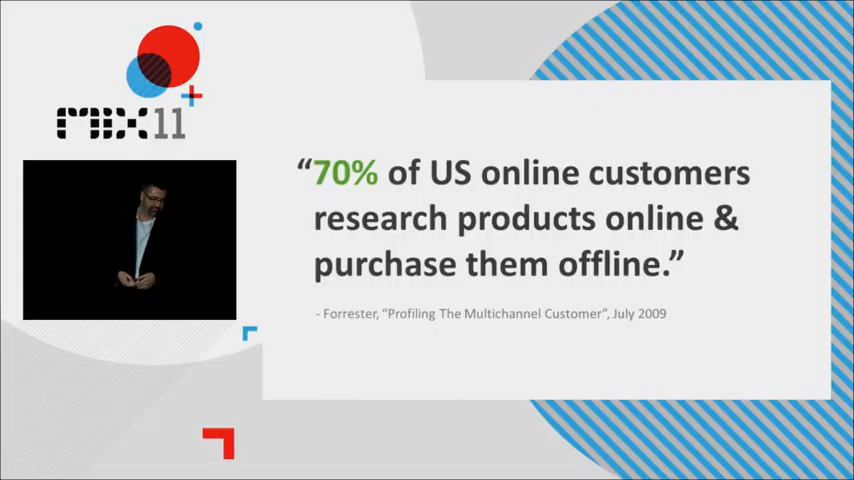 MIX11
“70% of US online customers
research products online &
purchase them offline.”
- Forrester, “Profiling The Multichannel Customer”, July 2009